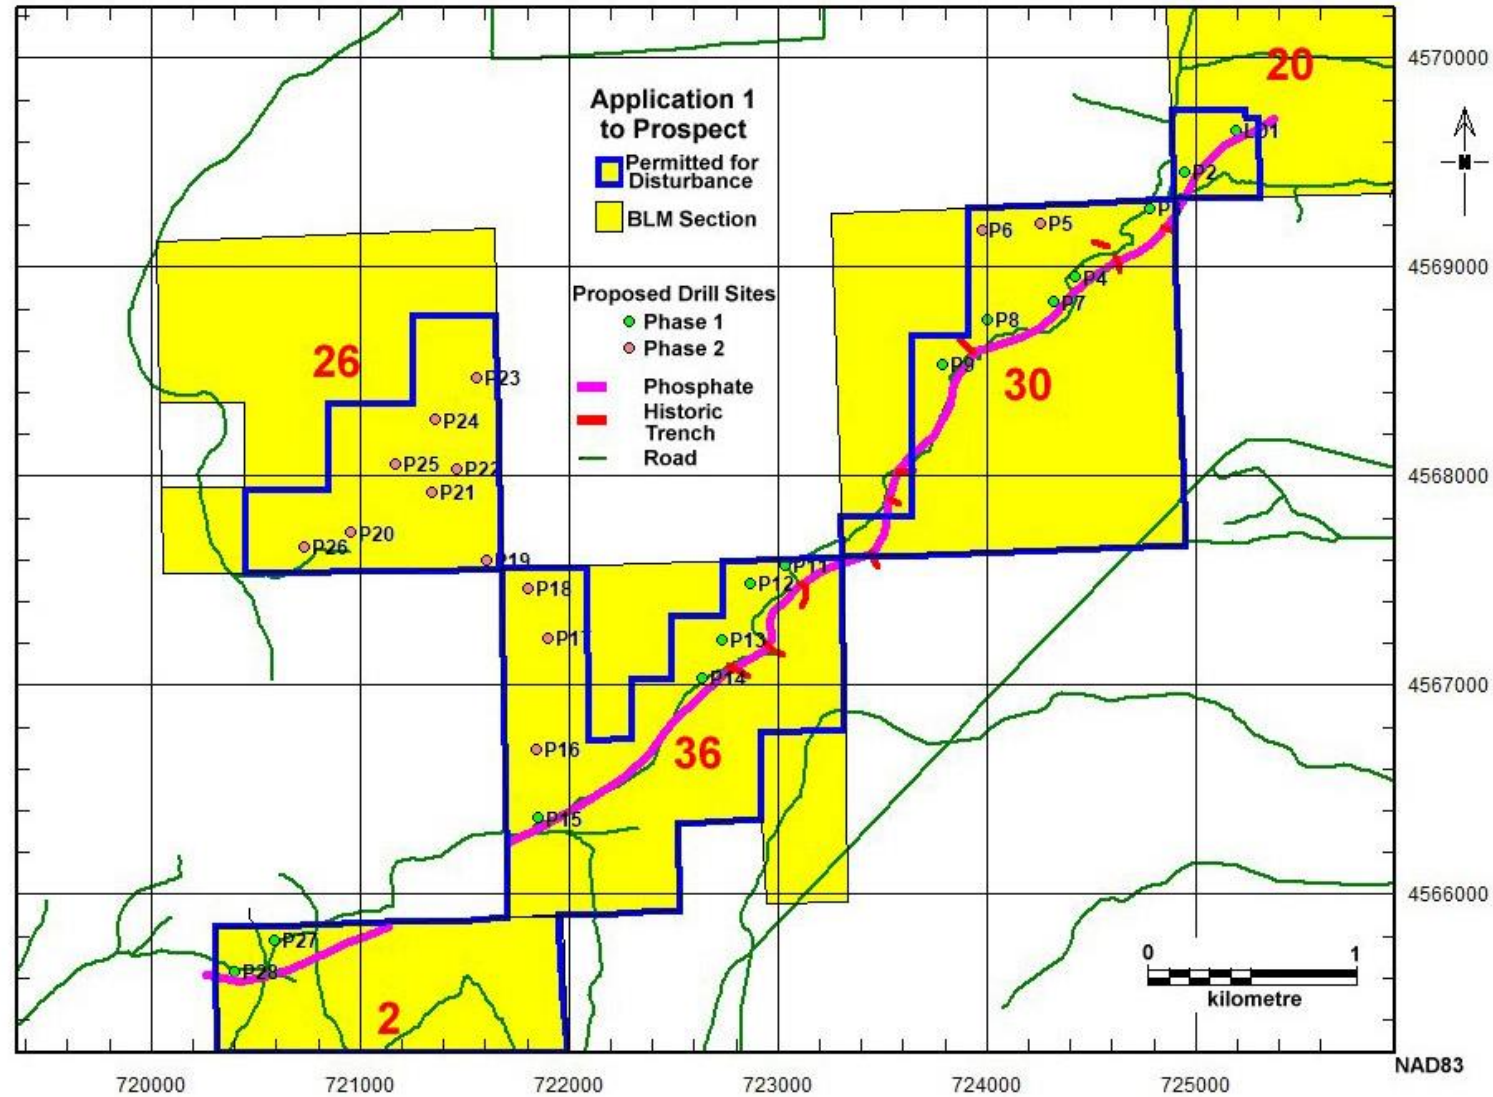 4570000
20
Application 1
to Prospect
Permitted for
Disturbance
BLM Section
N
P2
P6
P5
4569000
P4
Proposed Drill Sites
P7
Phase 1
P8
Phase 2
26
P9
30
P23
Phosphate
Historic
Trench
P24
Road
P25
P22
4568000
P21
P20
P26
P19
P11
P18
P12
P17
P13
P14
4567000
P16
36
P15
4566000
P27
P28
0 1
kilometre
2
NAD83
720000 721000 722000 723000 724000 725000